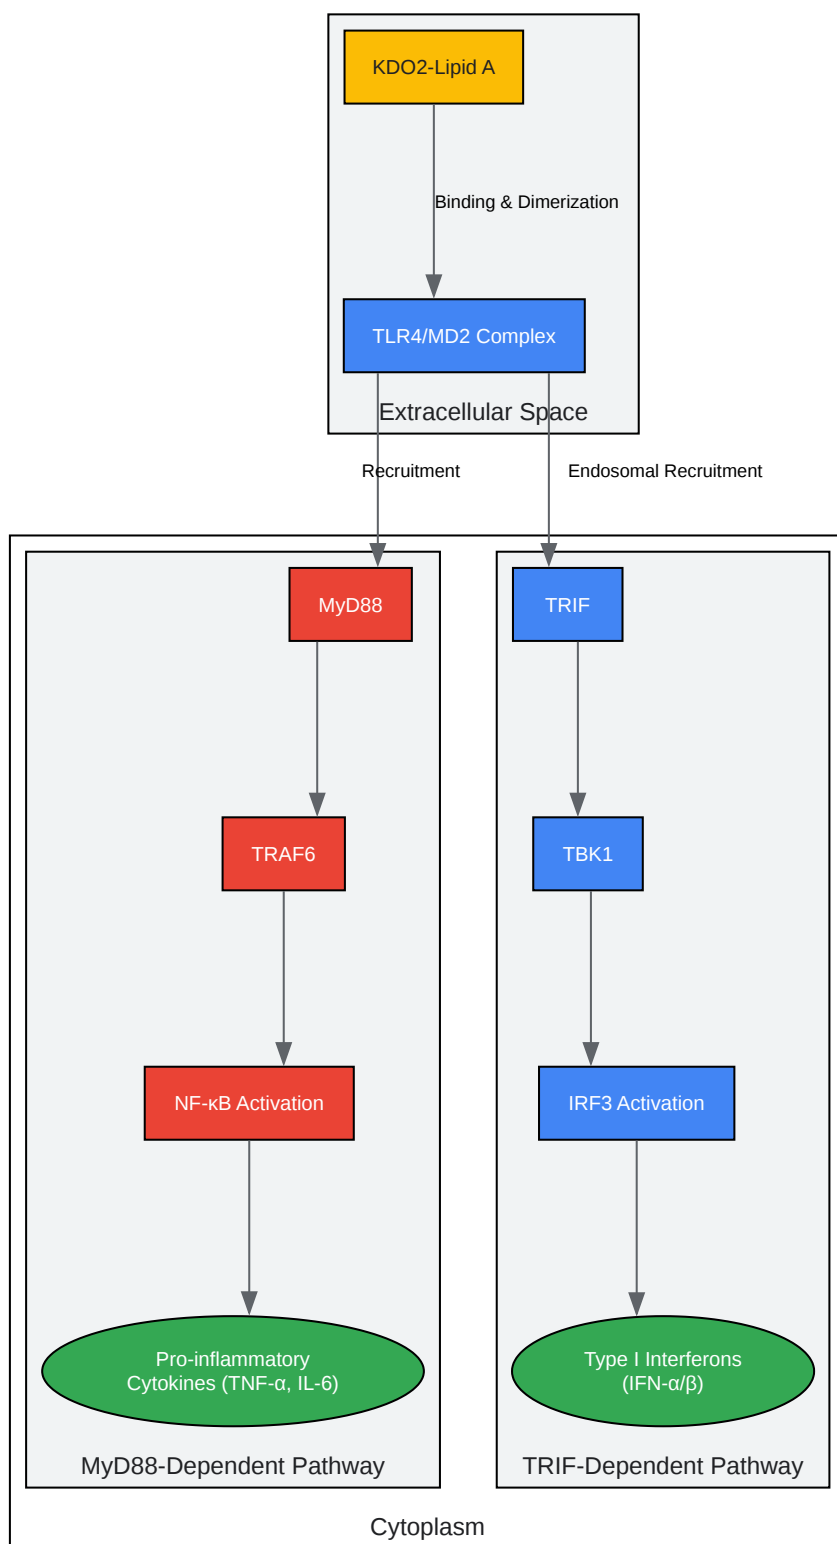 KDO2-Lipid A
Binding & Dimerization
TLR4/MD2 Complex
Extracellular Space
Recruitment
Endosomal Recruitment
MyD88
TRIF
TRAF6
TBK1
NF-κB Activation
IRF3 Activation
Pro-inflammatory
Cytokines (TNF-α, IL-6)
Type I Interferons
(IFN-α/β)
MyD88-Dependent Pathway
TRIF-Dependent Pathway
Cytoplasm